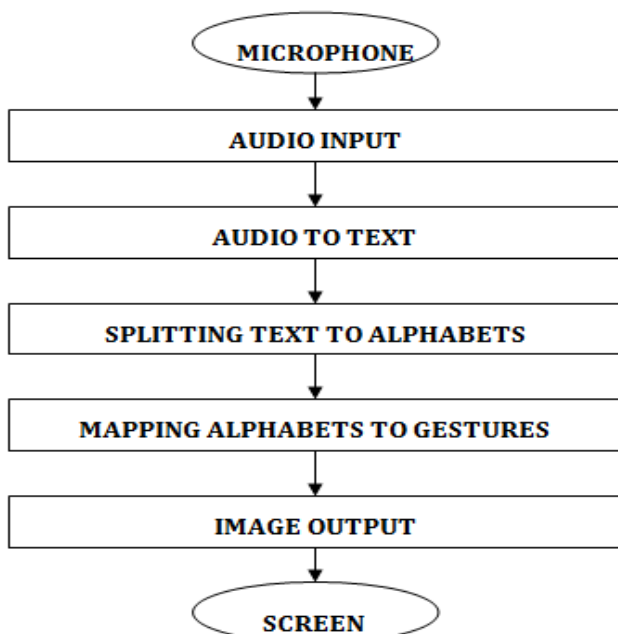 MICROPHONE
AUDIO INPUT
AUDIO TO TEXT
SPLITTING TEXT TO ALPHABETS
MAPPING ALPHABETS TO GESTURES
IMAGE OUTPUT
SCREEN